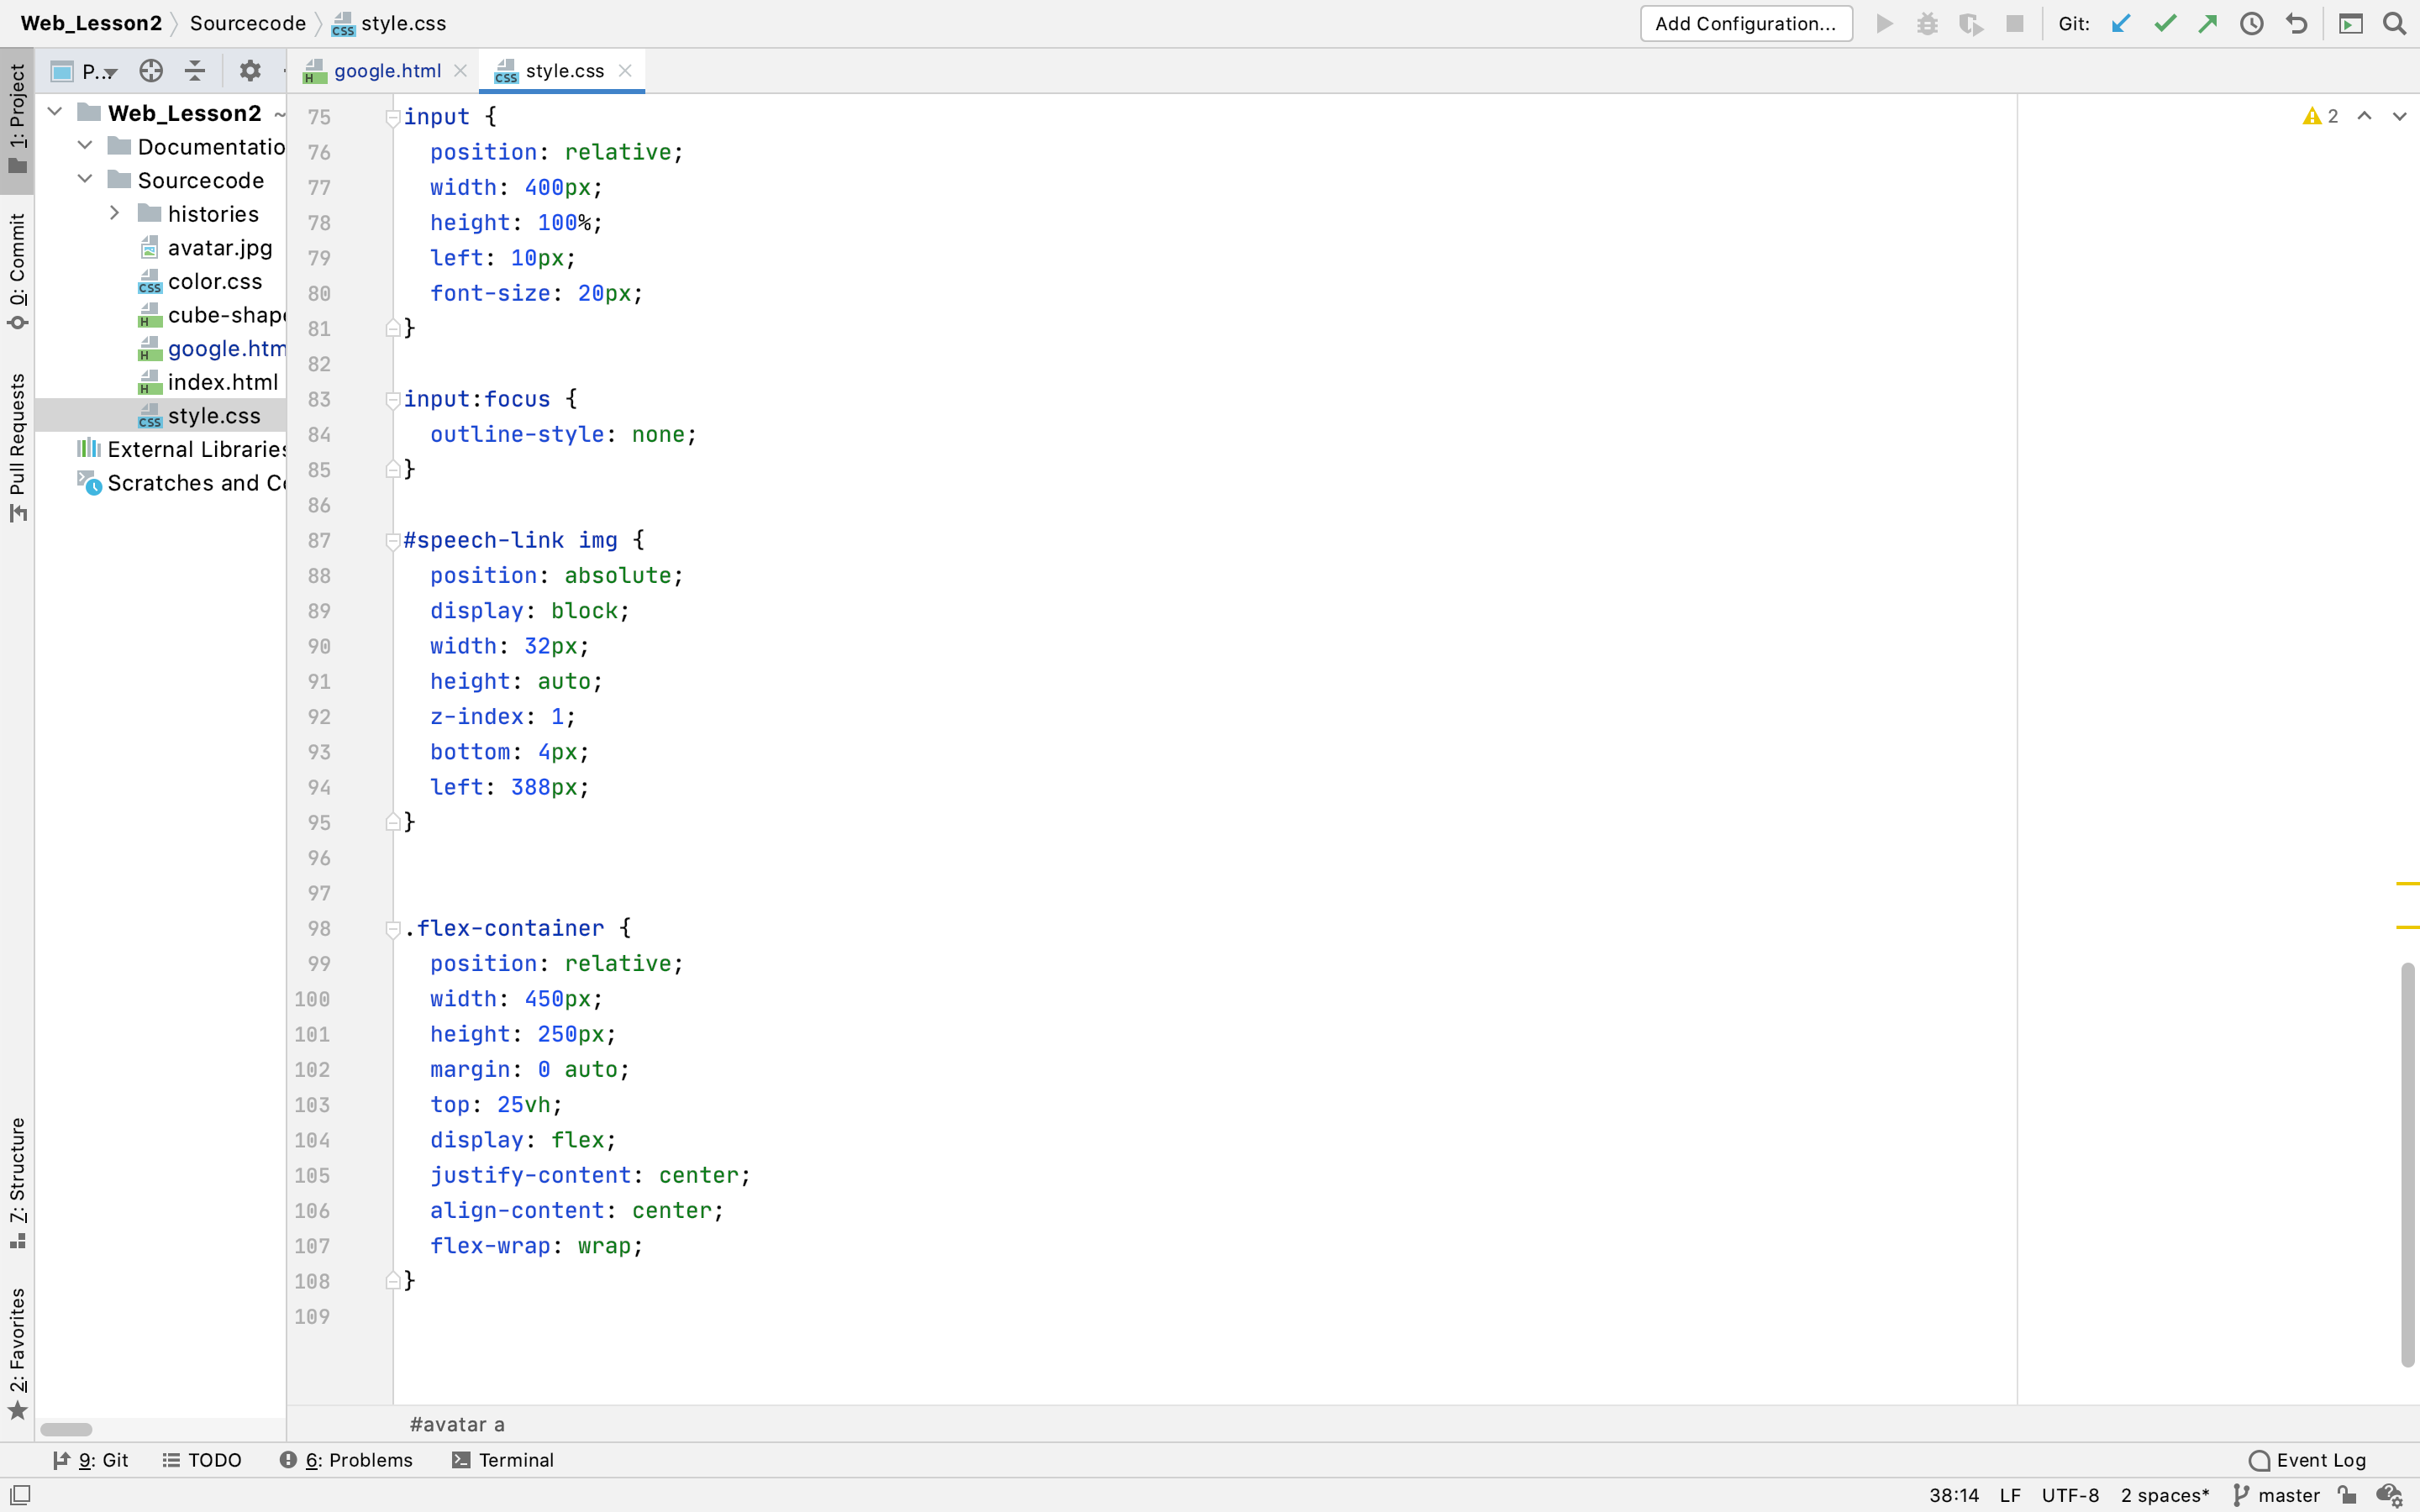 Web_Lesson2 Sourcecode style.css
Add Configuration... Git:
P..
google.html
style.css
1: Project
0: Commit
Pull Requests
7: Structure
2: Favorites
Web_Lesson2 ~
Documentatio
Sourcecode
histories
avatar.jpg
color.css
cube-shape
google.htm
index.html
style.css
External Libraries
Scratches and Co
2
75 input {
76 position: relative;
77 width: 400px;
78 height: 100%;
79 left: 10px;
80 font-size: 20px;
81 }
82
83 input:focus {
84 outline-style: none;
85 }
86
87 #speech-link img {
88 position: absolute;
89 display: block;
90 width: 32px;
91 height: auto;
92 z-index: 1;
93 bottom: 4px;
94 left: 388px;
95 }
96
97
98 .flex-container {
99 position: relative;
100 width: 450px;
101 height: 250px;
102 margin: 0 auto;
103 top: 25vh;
104 display: flex;
105 justify-content: center;
106 align-content: center;
107 flex-wrap: wrap;
108 }
109
#avatar a
9: Git TODO 6: Problems Terminal Event Log
38:14 LF UTF-8 2 spaces* master